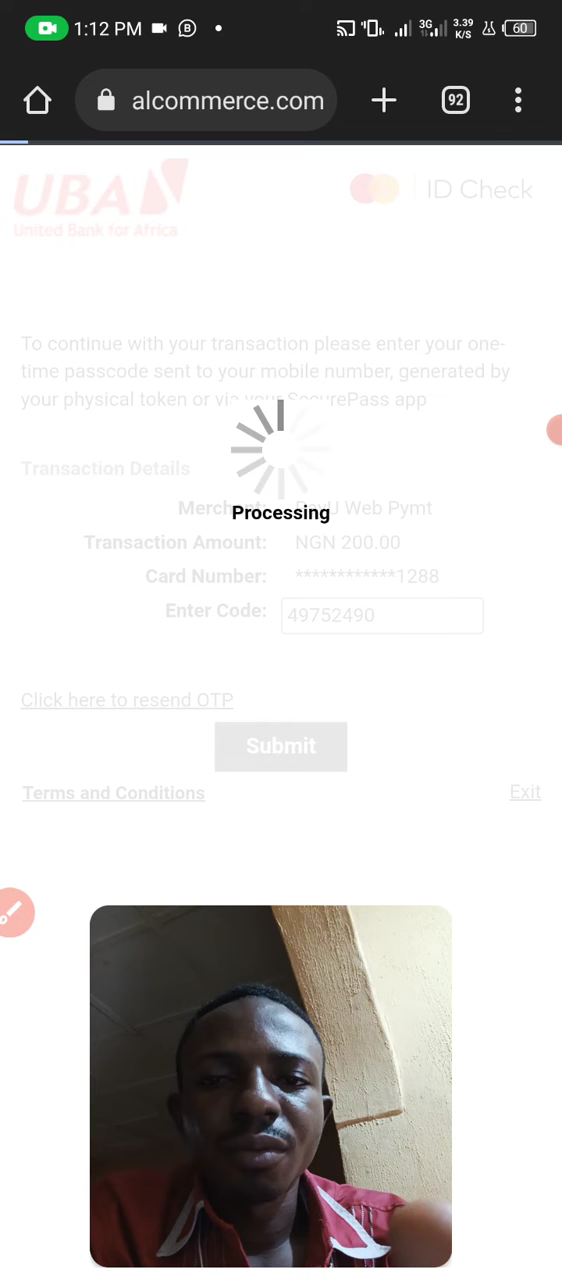 1:12 PM
3G
3.39
K/S
60
alcommerce.com
92
UBA
United Bank for Africa
ID Check
To continue with your transaction please enter your one-
time passcode sent to your mobile number, generated by
your physical token or via your SecurePass app
Transaction Details
Processing
Merchant: PayU Web Pymt
Transaction Amount: NGN 200.00
Card Number: ************1288
Enter Code: 49752490
Click here to resend OTP
Submit
Terms and Conditions
Exit